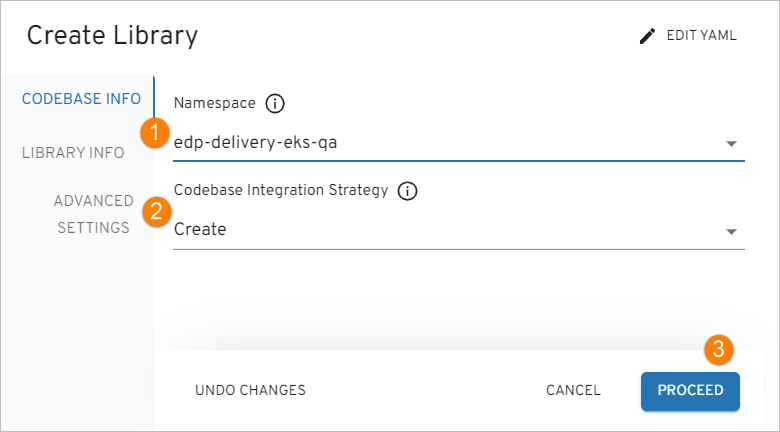 Create Library
EDIT YAML
CODEBASE INFO
LIBRARY INFO
ADVANCED
SETTINGS
Namespace
1
edp-delivery-eks-qa
Codebase Integration Strategy
2
Create
3
UNDO CHANGES
CANCEL
PROCEED